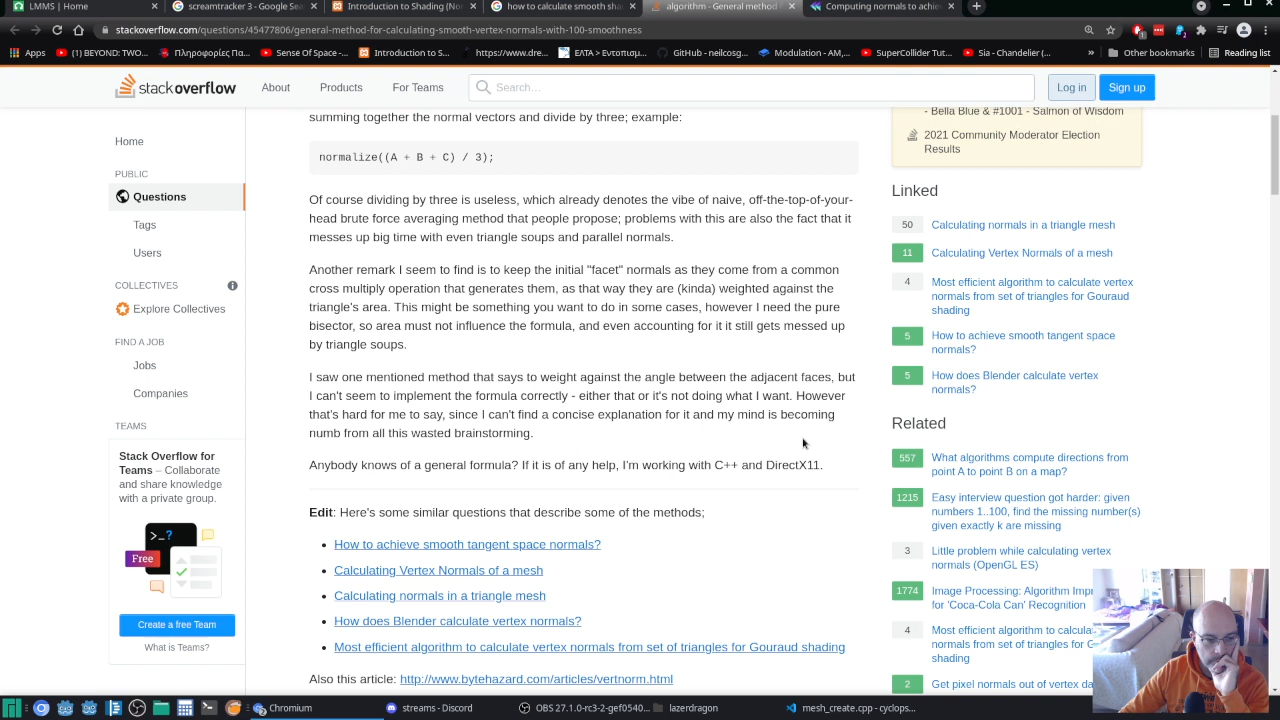 LMMS | Home
screamtracker 3 - Google Sea
Introduction to Shading (Norm
how to calculate smooth sha
algorithm - General method f
Computing normals to achiev
stackoverflow.com/questions/45477806/general-method-for-calculating-smooth-vertex-normals-with-100-smoothness
Apps
(1) BEYOND: TWO...
Πληροφορίες Πα...
Sense Of Space -...
Introduction to S...
https://www.dre...
ΕΛΤΑ > Εντοπισμ...
GitHub - neilcosg...
Modulation - AM,...
SuperCollider Tut...
Sia - Chandelier (...
»
Other bookmarks
Reading list
stackoverflow
About
Products
For Teams
Search...
Log in
Sign up
Home
PUBLIC
Questions
Tags
Users
COLLECTIVES
Explore Collectives
FIND A JOB
Jobs
Companies
TEAMS
Stack Overflow for
Teams – Collaborate
and share knowledge
with a private group.
>_?
Free
Create a free Team
What is Teams?
summing together the normal vectors and divide by three; example:
normalize((A + B + C) / 3);
Of course dividing by three is useless, which already denotes the vibe of naive, off-the-top-of-your-
head brute force averaging method that people propose; problems with this are also the fact that it
messes up big time with even triangle soups and parallel normals.
Another remark I seem to find is to keep the initial "facet" normals as they come from a common
cross multiply operation that generates them, as that way they are (kinda) weighted against the
triangle's area. This might be something you want to do in some cases, however I need the pure
bisector, so area must not influence the formula, and even accounting for it it still gets messed up
by triangle soups.
I saw one mentioned method that says to weight against the angle between the adjacent faces, but
I can't seem to implement the formula correctly - either that or it's not doing what I want. However
that's hard for me to say, since I can't find a concise explanation for it and my mind is becoming
numb from all this wasted brainstorming.
Anybody knows of a general formula? If it is of any help, I'm working with C++ and DirectX11.
Edit: Here's some similar questions that describe some of the methods;
• How to achieve smooth tangent space normals?
• Calculating Vertex Normals of a mesh
• Calculating normals in a triangle mesh
• How does Blender calculate vertex normals?
• Most efficient algorithm to calculate vertex normals from set of triangles for Gouraud shading
Also this article: http://www.bytehazard.com/articles/vertnorm.html
- Bella Blue & #1001 - Salmon of Wisdom
2021 Community Moderator Election
Results
Linked
50 Calculating normals in a triangle mesh
11 Calculating Vertex Normals of a mesh
4 Most efficient algorithm to calculate vertex
normals from set of triangles for Gouraud
shading
5 How to achieve smooth tangent space
normals?
5 How does Blender calculate vertex
normals?
Related
557 What algorithms compute directions from
point A to point B on a map?
1215 Easy interview question got harder: given
numbers 1..100, find the missing number(s)
given exactly k are missing
3 Little problem while calculating vertex
normals (OpenGL ES)
1774 Image Processing: Algorithm Impr
for 'Coca-Cola Can' Recognition
4 Most efficient algorithm to calcula
normals from set of triangles for G
shading
2 Get pixel normals out of vertex da
Chromium
streams - Discord
OBS 27.1.0-rc3-2-gef0540...
lazerdragon
mesh_create.cpp - cyclops...